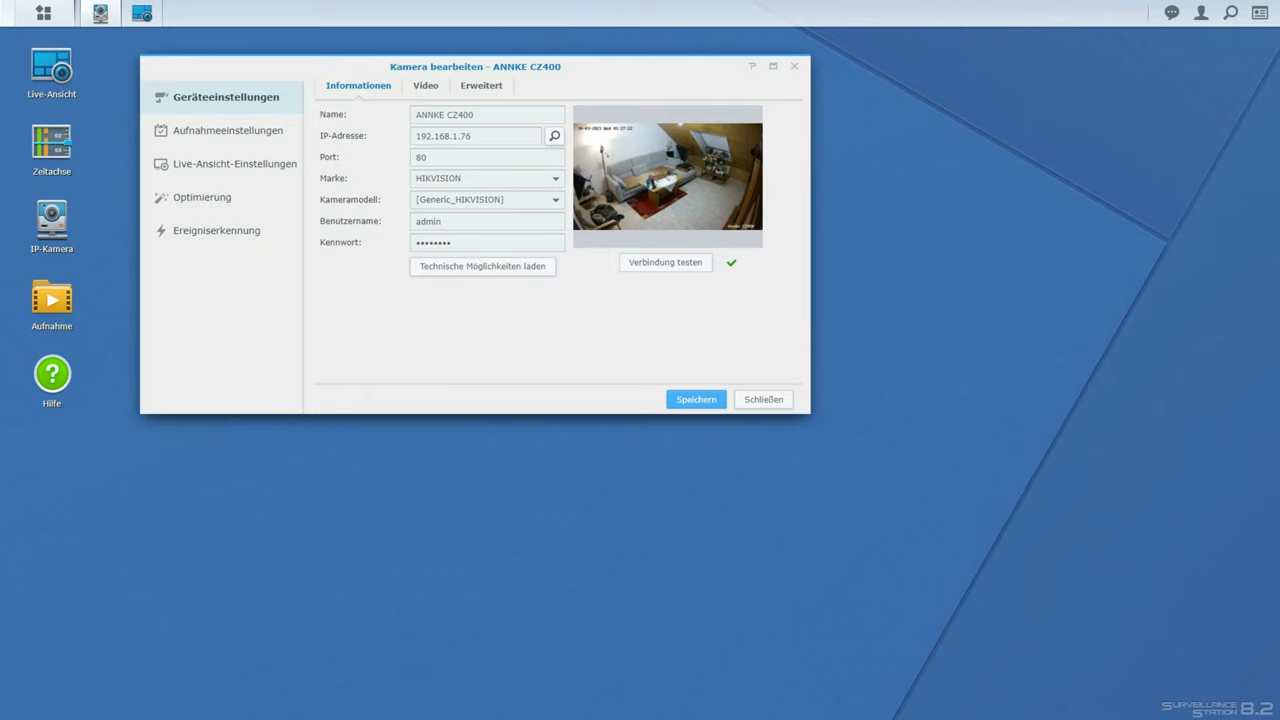 Kamera bearbeiten - ANNKE CZ400
Live-Ansicht
Zeitachse
IP-Kamera
Aufnahme
Hilfe
Geräteeinstellungen
Aufnahmeeinstellungen
Live-Ansicht-Einstellungen
Optimierung
Ereigniserkennung
Informationen Video Erweitert
Name: ANNKE CZ400
IP-Adresse: 192.168.1.76
Port: 80
Marke: HIKVISION
Kameramodell: [Generic_HIKVISION]
Benutzername: admin
Kennwort: ••••••••
Technische Möglichkeiten laden
Verbindung testen
Speichern Schließen
SURVEILLANCE
STATION 8.2